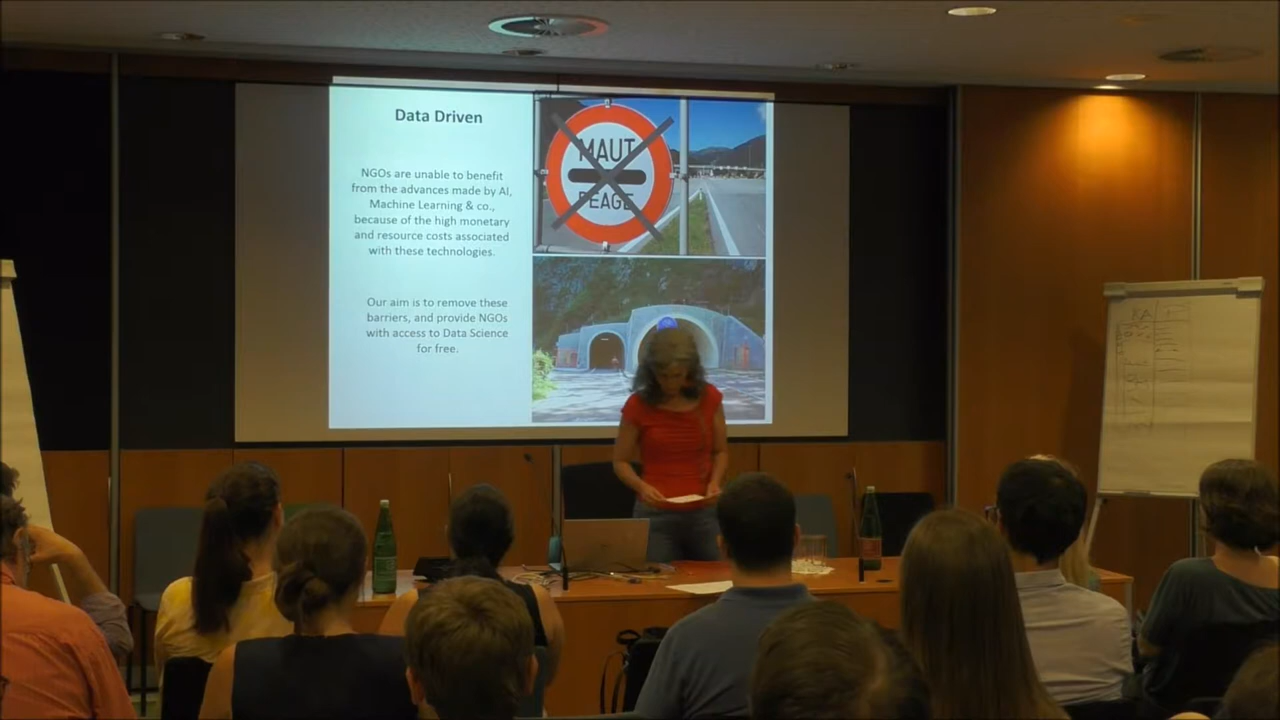 Data Driven
NGOs are unable to benefit
from the advances made by AI,
Machine Learning & co.,
because of the high monetary
and resource costs associated
with these technologies.
Our aim is to remove these
barriers, and provide NGOs
with access to Data Science
for free.
MAUT
PEAGE